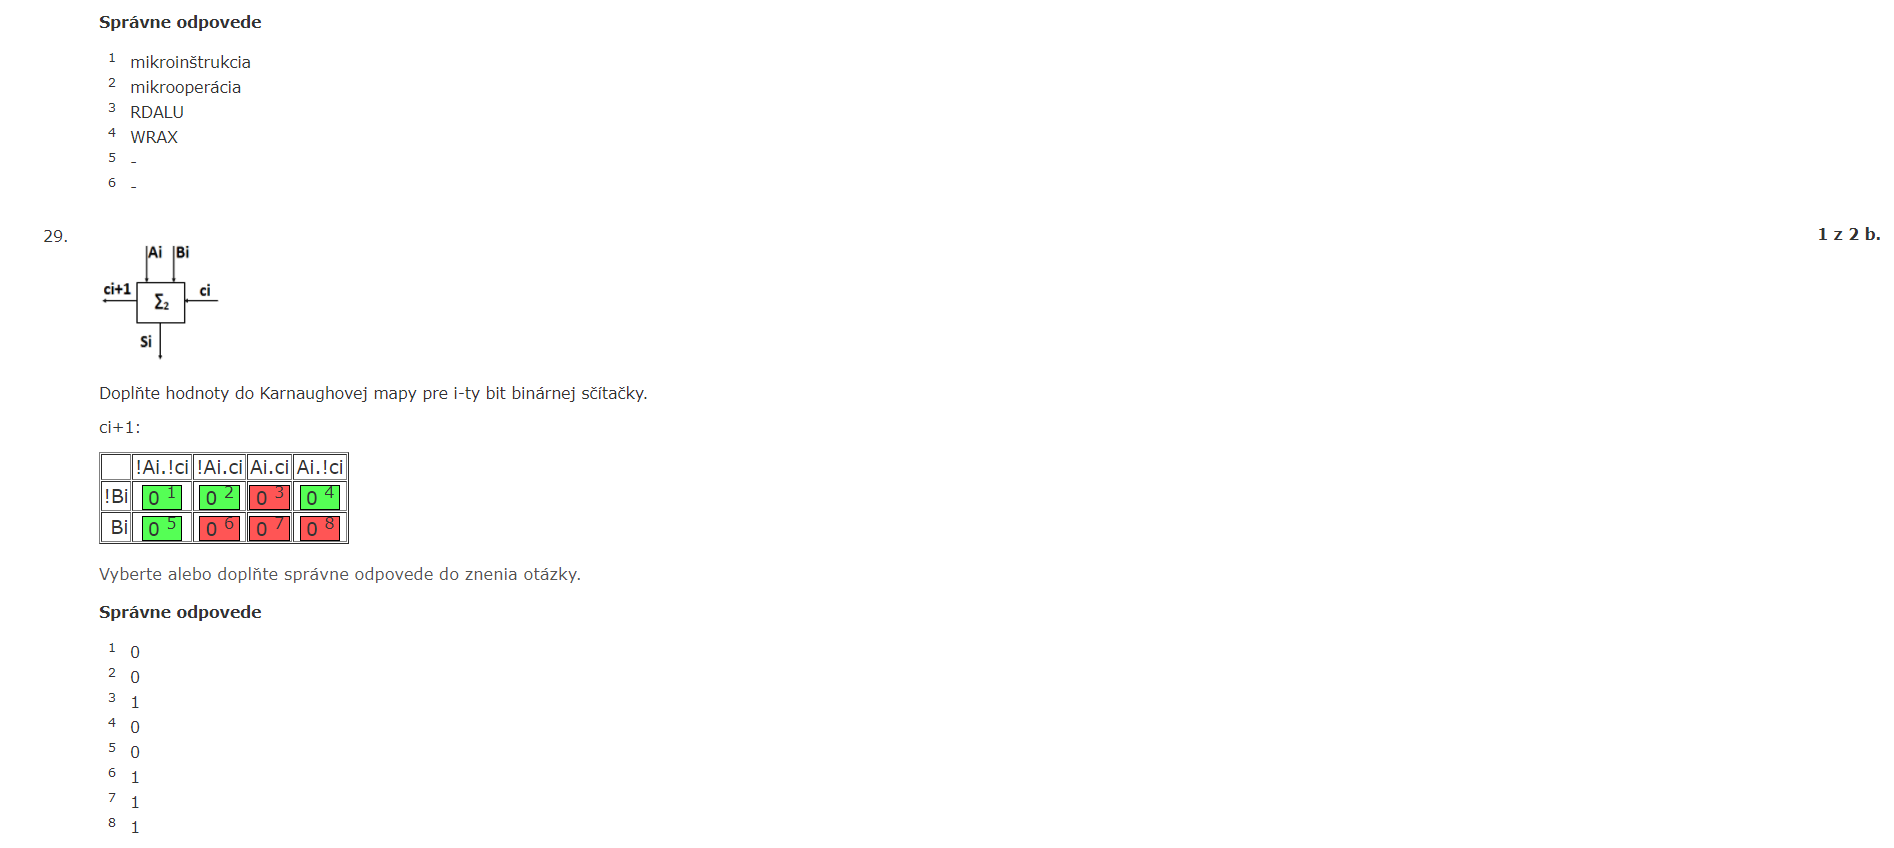 Správne odpovede
1 mikroinštrukcia
2 mikrooperácia
3 RDALU
4 WRAX
5 -
6 -
29.
1 z 2 b.
Ai Bi
ci+1 ci
Σ2
Si
Doplňte hodnoty do Karnaughovej mapy pre i-ty bit binárnej sčítačky.
ci+1:
!Ai.!ci !Ai.ci Ai.ci Ai.!ci
!Bi 0 1 0 2 0 3 0 4
Bi 0 5 0 6 0 7 0 8
Vyberte alebo doplňte správne odpovede do znenia otázky.
Správne odpovede
1 0
2 0
3 1
4 0
5 0
6 1
7 1
8 1